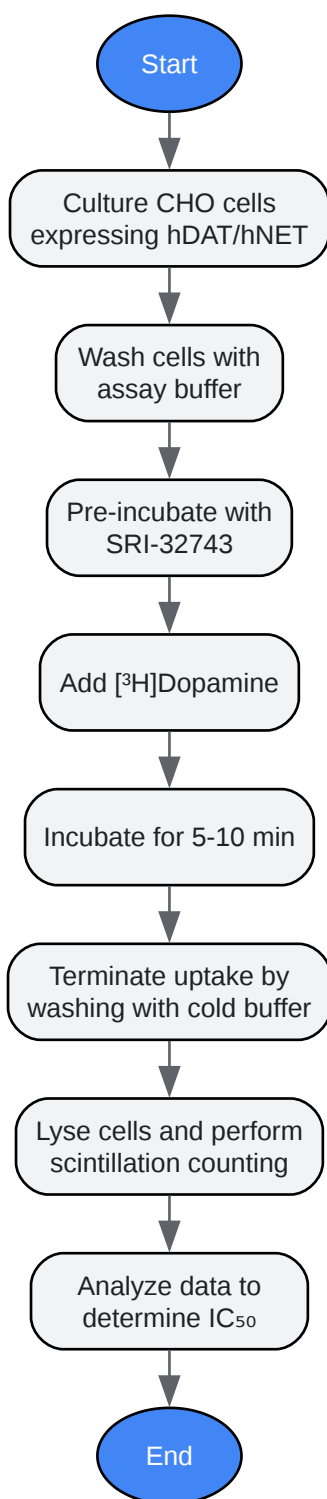 Start
Culture CHO cells
expressing hDAT/hNET
Wash cells with
assay buffer
Pre-incubate with
SRI-32743
Add [³H]Dopamine
Incubate for 5-10 min
Terminate uptake by
washing with cold buffer
Lyse cells and perform
scintillation counting
Analyze data to
determine IC₅₀
End